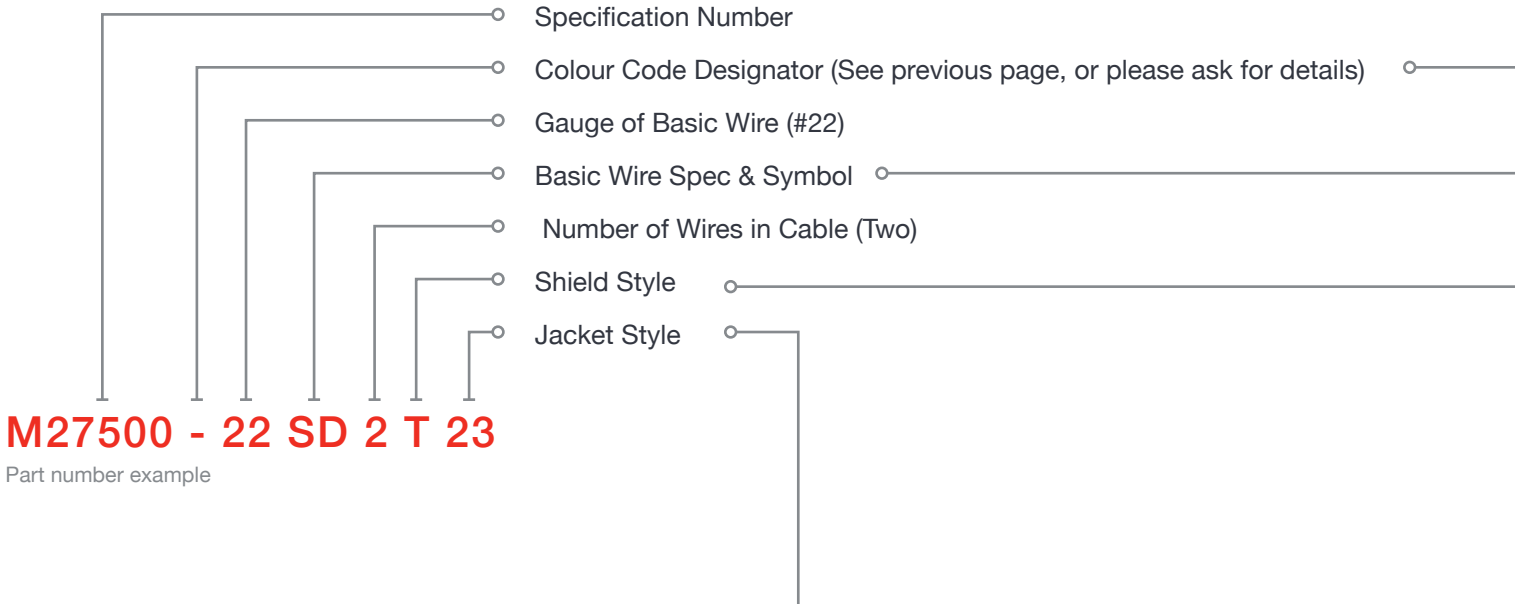 Specification Number
Colour Code Designator (See previous page, or please ask for details)
Gauge of Basic Wire (#22)
Basic Wire Spec & Symbol
Number of Wires in Cable (Two)
Shield Style
Jacket Style
M27500 - 22 SD 2 T 23
Part number example